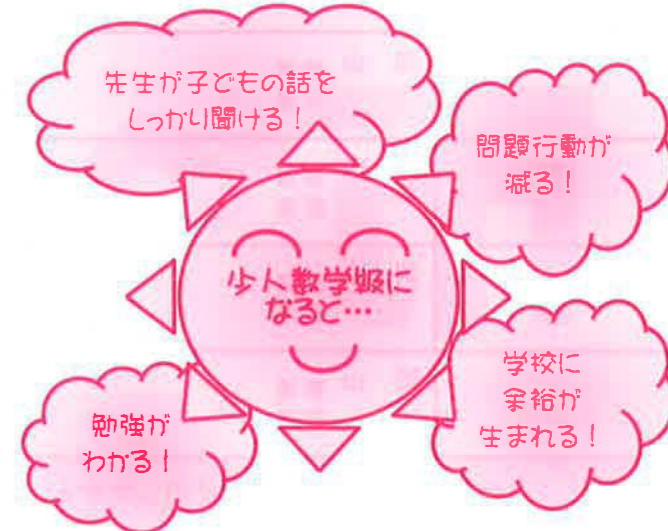 先生が子どもの話を
しっかり聞ける!
問題行動が
減る!
少人数学級に
なると…
学校に
余裕が
生まれる!
勉強が
わかる!